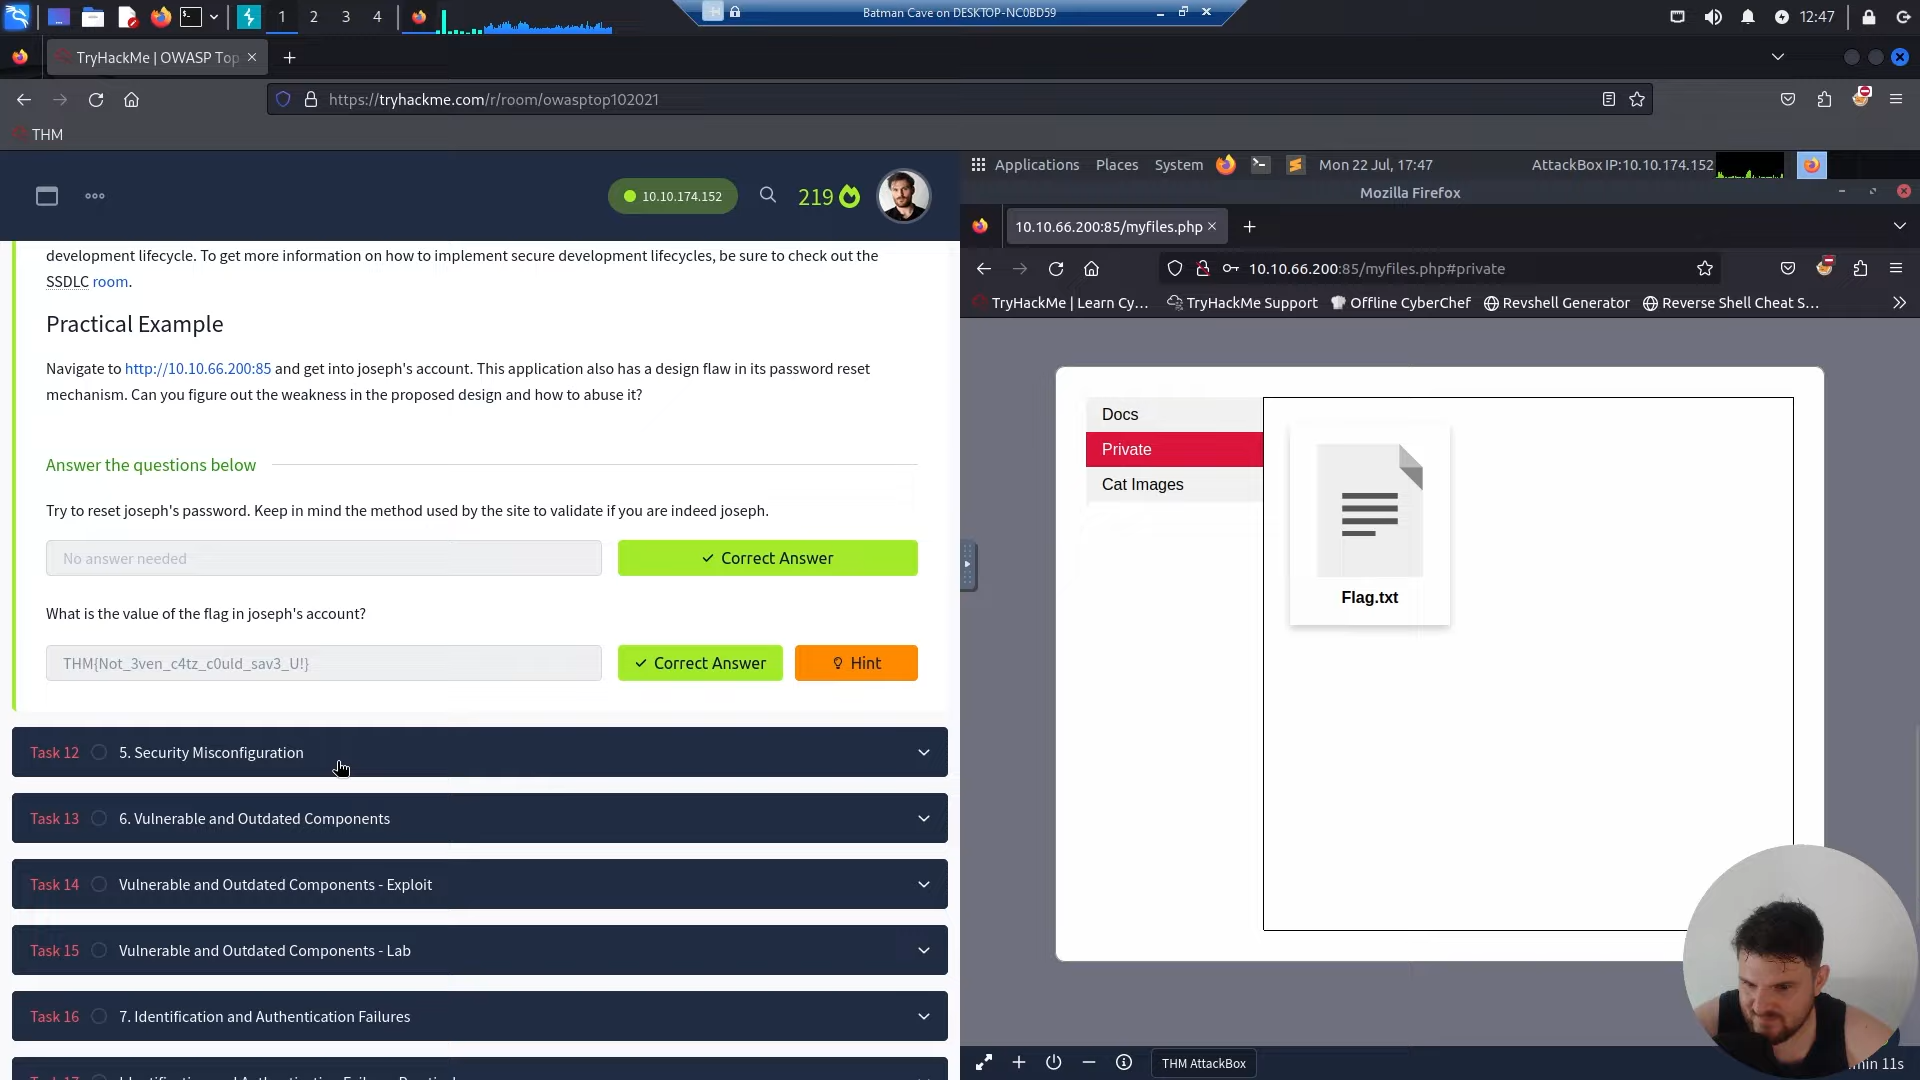 1 2 3 4
Batman Cave on DESKTOP-NC0BD59
12:47
TryHackMe | OWASP Top
https://tryhackme.com/r/room/owasptop102021
THM
Applications Places System Mon 22 Jul, 17:47 AttackBox IP:10.10.174.152
Mozilla Firefox
10.10.174.152
219
10.10.66.200:85/myfiles.php
10.10.66.200:85/myfiles.php#private
TryHackMe | Learn Cy… TryHackMe Support Offline CyberChef Revshell Generator Reverse Shell Cheat S…
development lifecycle. To get more information on how to implement secure development lifecycles, be sure to check out the
SSDLC room.
Practical Example
Navigate to http://10.10.66.200:85 and get into joseph's account. This application also has a design flaw in its password reset
mechanism. Can you figure out the weakness in the proposed design and how to abuse it?
Answer the questions below
Try to reset joseph's password. Keep in mind the method used by the site to validate if you are indeed joseph.
No answer needed
Correct Answer
What is the value of the flag in joseph's account?
THM{Not_3ven_c4tz_c0uld_sav3_U!}
Correct Answer
Hint
Task 12 5. Security Misconfiguration
Task 13 6. Vulnerable and Outdated Components
Task 14 Vulnerable and Outdated Components - Exploit
Task 15 Vulnerable and Outdated Components - Lab
Task 16 7. Identification and Authentication Failures
Docs
Private
Cat Images
Flag.txt
THM AttackBox
min 11s